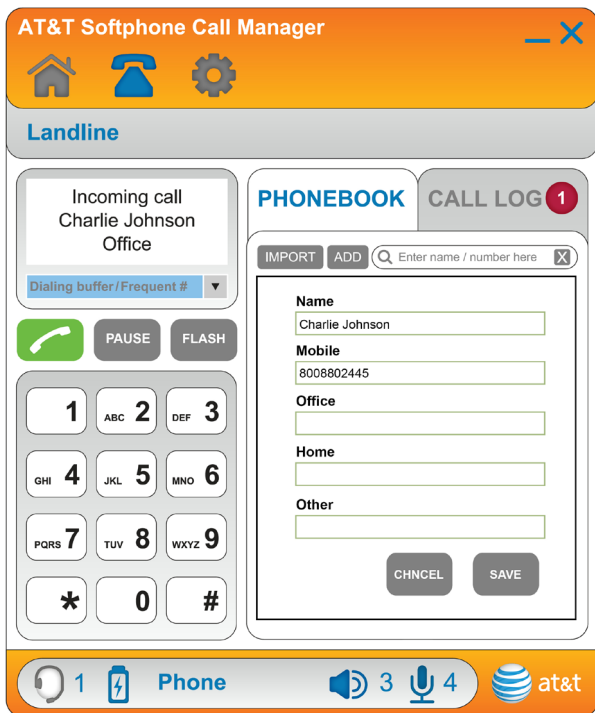 AT&T Softphone Call Manager
Landline
Incoming call
Charlie Johnson
Office
Dialing buffer/Frequent #
PAUSE
FLASH
1
ABC 2
DEF 3
GHI 4
JKL 5
MNO 6
PQRS 7
TUV 8
WXYZ 9
*
0
#
PHONEBOOK
CALL LOG 1
IMPORT
ADD
Enter name / number here
X
Name
Charlie Johnson
Mobile
8008802445
Office
Home
Other
CHNCEL
SAVE
1
Phone
3
4
at&t